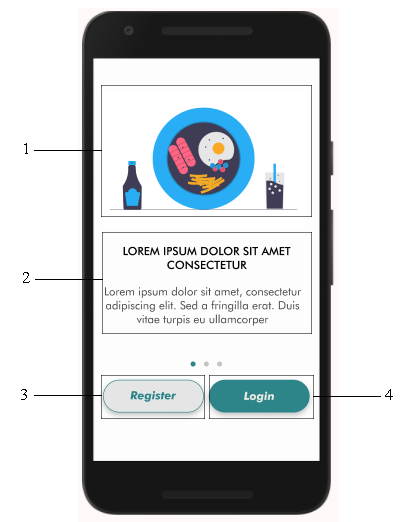 1
LOREM IPSUM DOLOR SIT AMET
CONSECTETUR
2
Lorem ipsum dolor sit amet, consectetur
adipiscing elit. Sed a fringilla erat. Duis
vitae turpis eu ullamcorper
3
Register
Login
4